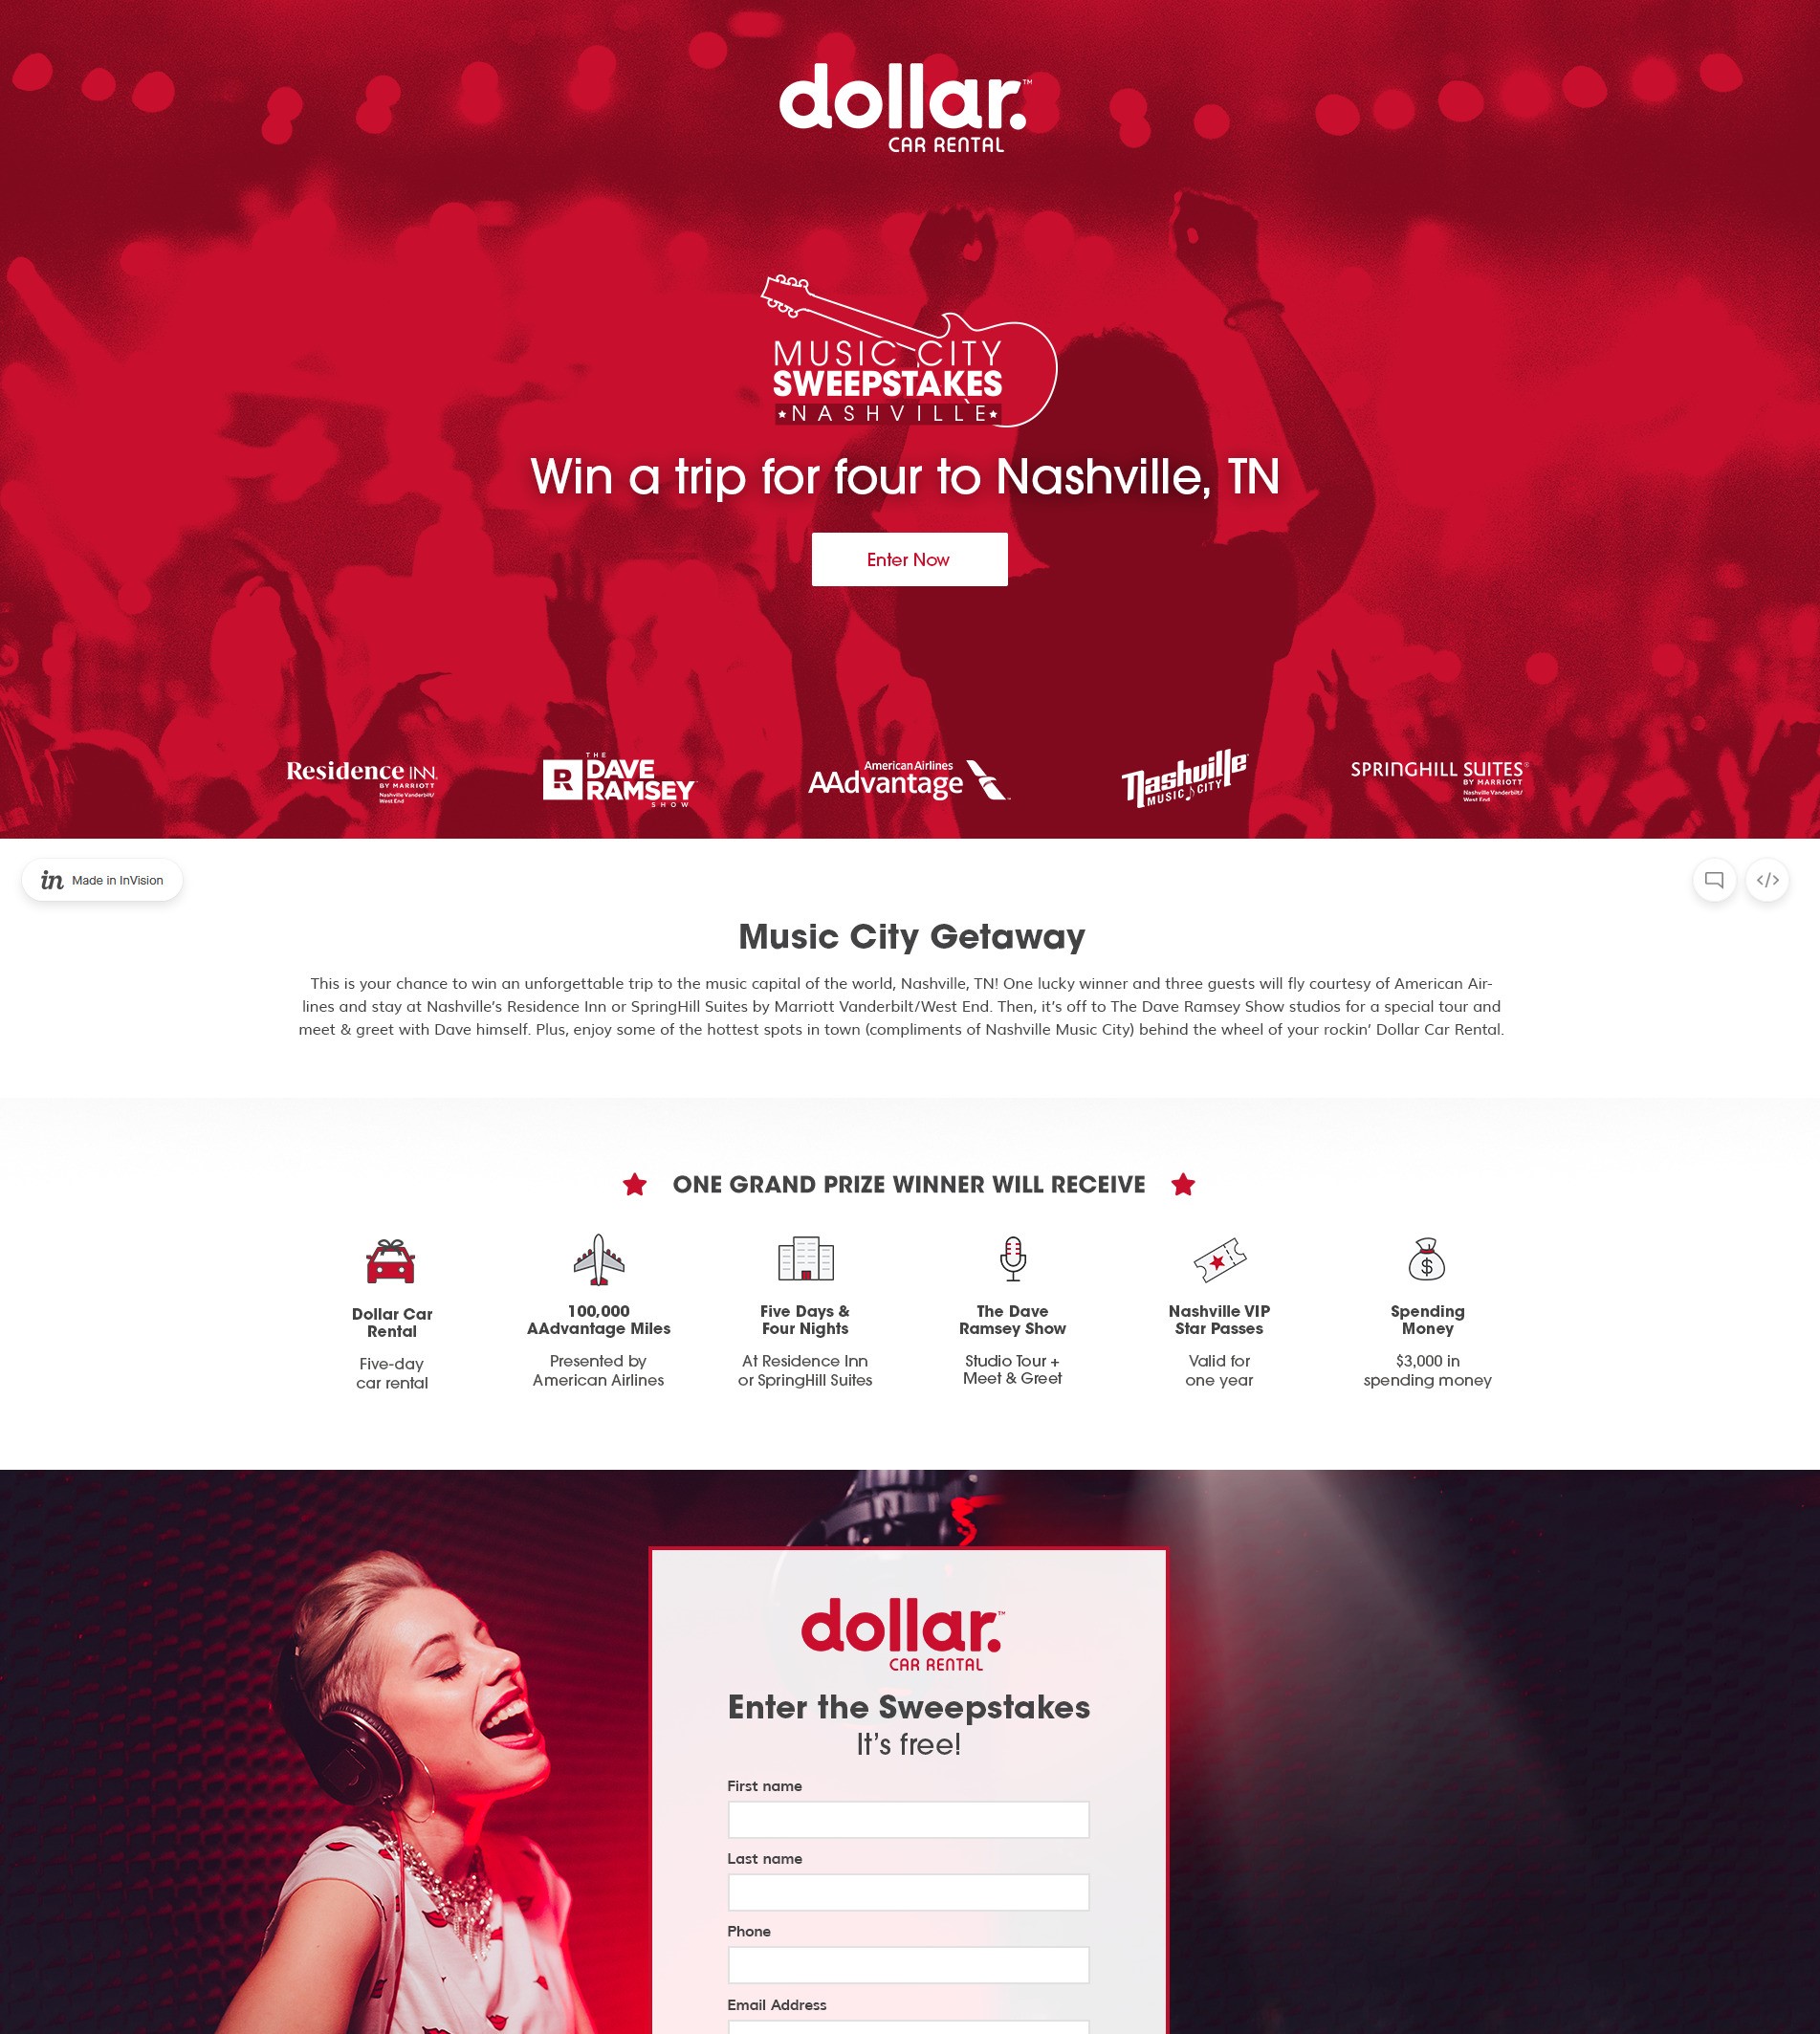 dollar.™
CAR RENTAL
MUSIC CITY
SWEEPSTAKES
NASHVILLE
Win a trip for four to Nashville, TN
Enter Now
Residence INN.
BY MARRIOTT
Nashville Vanderbilt/
West End
THE
DAVE
RAMSEY
SHOW
R
American Airlines
AAdvantage
Nashville
MUSIC CITY
SPRINGHILL SUITES®
BY MARRIOTT
Nashville Vanderbilt/
West End
in Made in InVision
</>
Music City Getaway
This is your chance to win an unforgettable trip to the music capital of the world, Nashville, TN! One lucky winner and three guests will fly courtesy of American Air-
lines and stay at Nashville’s Residence Inn or SpringHill Suites by Marriott Vanderbilt/West End. Then, it’s off to The Dave Ramsey Show studios for a special tour and
meet & greet with Dave himself. Plus, enjoy some of the hottest spots in town (compliments of Nashville Music City) behind the wheel of your rockin’ Dollar Car Rental.
ONE GRAND PRIZE WINNER WILL RECEIVE
Dollar Car
Rental
Five-day
car rental
100,000
AAdvantage Miles
Presented by
American Airlines
Five Days &
Four Nights
At Residence Inn
or SpringHill Suites
The Dave
Ramsey Show
Studio Tour +
Meet & Greet
Nashville VIP
Star Passes
Valid for
one year
$
Spending
Money
$3,000 in
spending money
dollar.™
CAR RENTAL
Enter the Sweepstakes
It’s free!
First name
Last name
Phone
Email Address